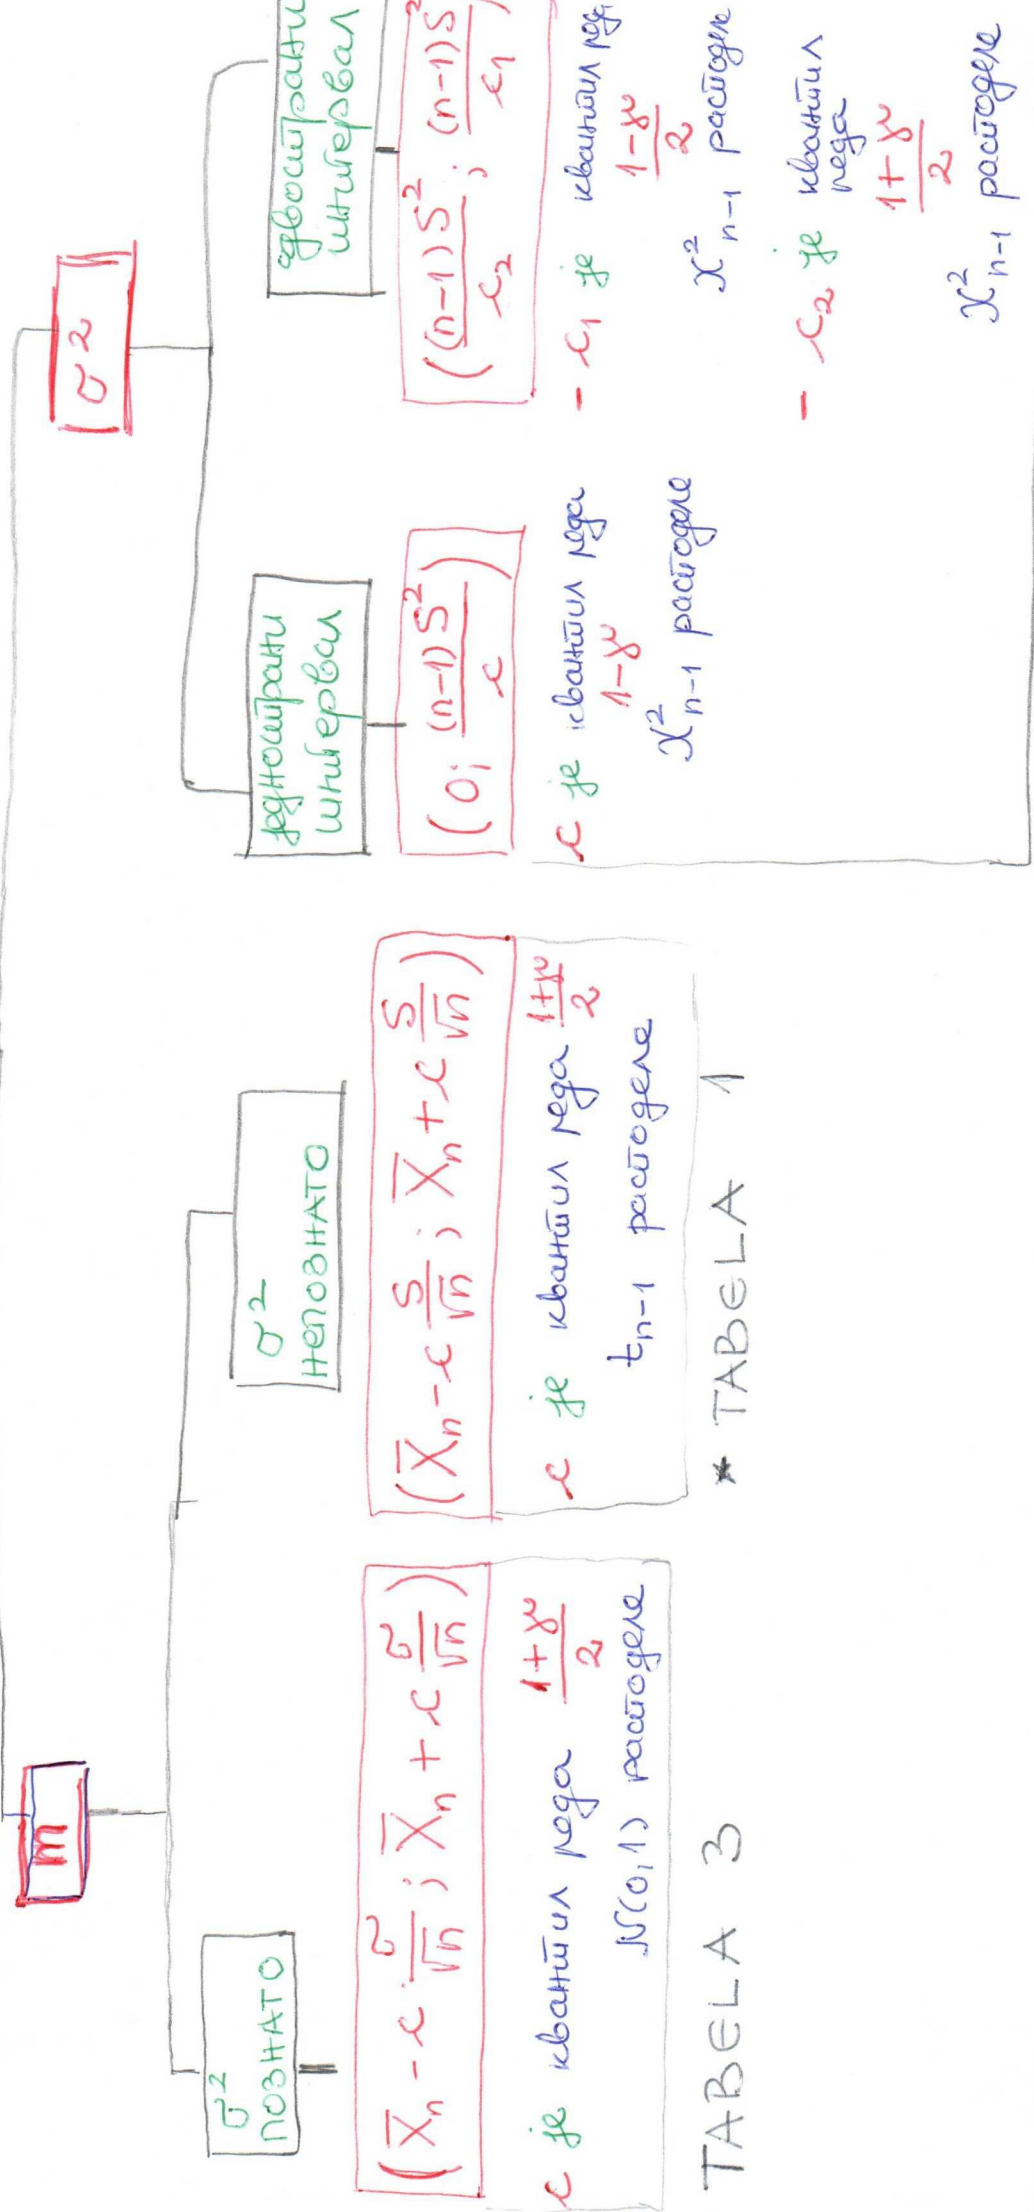 m
σ² ПОЗНАТО
(X̄n - c · σ/√n ; X̄n + c σ/√n)
c је квантил реда (1+γ)/2
N(0,1) расподеле
TABELA 3
σ² НЕПОЗНАТО
(X̄n - c S/√n ; X̄n + c S/√n)
c је квантил реда (1+γ)/2
tn-1 расподеле
* TABELA 1
σ²
једнострани
интервал
(0; (n-1)S²/c)
c је квантил реда
1-γ
χ²n-1 расподеле
двострани
интервал
((n-1)S²/c2 ; (n-1)S²/c1)
- c1 је квантил реда
(1-γ)/2
χ²n-1 расподеле
- c2 је квантил
реда
(1+γ)/2
χ²n-1 расподеле